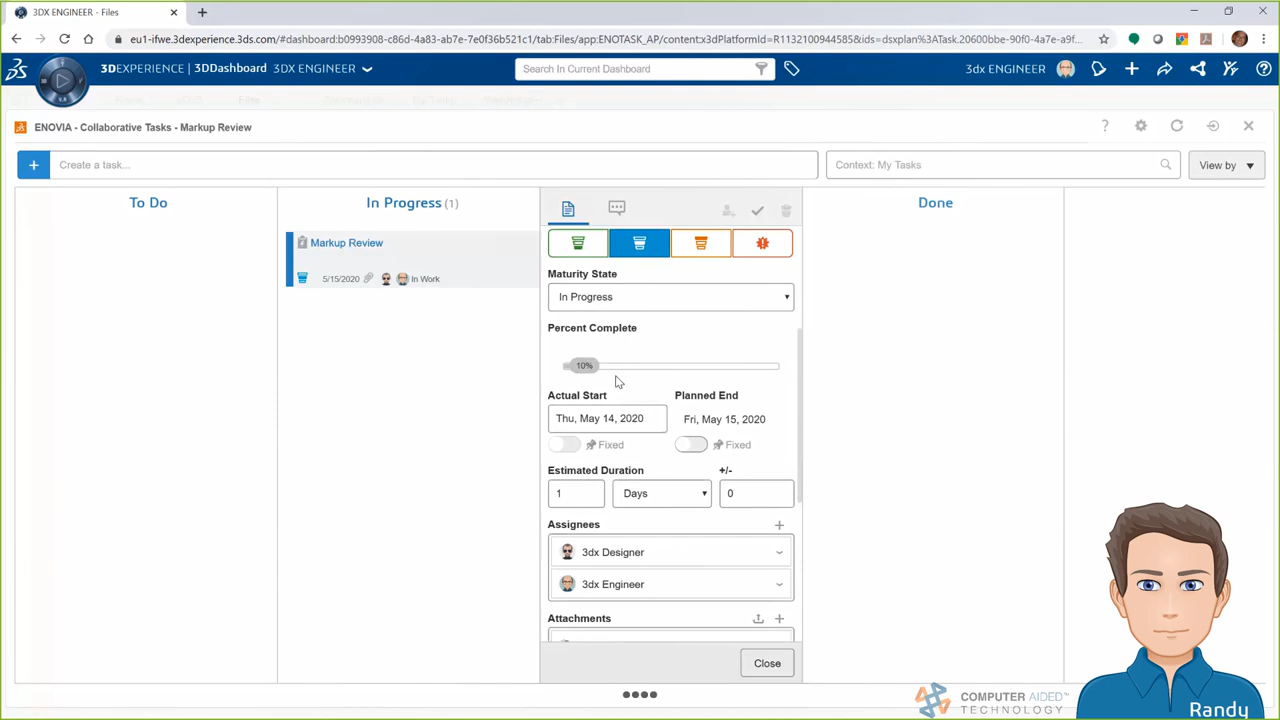 3DX ENGINEER - Files
eu1-ifwe.3dexperience.3ds.com/#dashboard:b0993908-c86d-4a83-ab7e-7e0f36b521c1/tab:Files/app:ENOTASK_AP/content:x3dPlatformId=R1132100944585&ids=dsxplan%3ATask.20600bbe-90f0-4a7e-a9f...
3DEXPERIENCE | 3DDashboard 3DX ENGINEER
Search In Current Dashboard
3dx ENGINEER
Files
ENOVIA - Collaborative Tasks - Markup Review
Create a task...
Context: My Tasks
View by
To Do
In Progress (1)
Done
Markup Review
5/15/2020 In Work
Maturity State
In Progress
Percent Complete
10%
Actual Start Planned End
Thu, May 14, 2020 Fri, May 15, 2020
Fixed Fixed
Estimated Duration +/-
1 Days 0
Assignees
3dx Designer
3dx Engineer
Attachments
Close
COMPUTER AIDED™
TECHNOLOGY
Randy